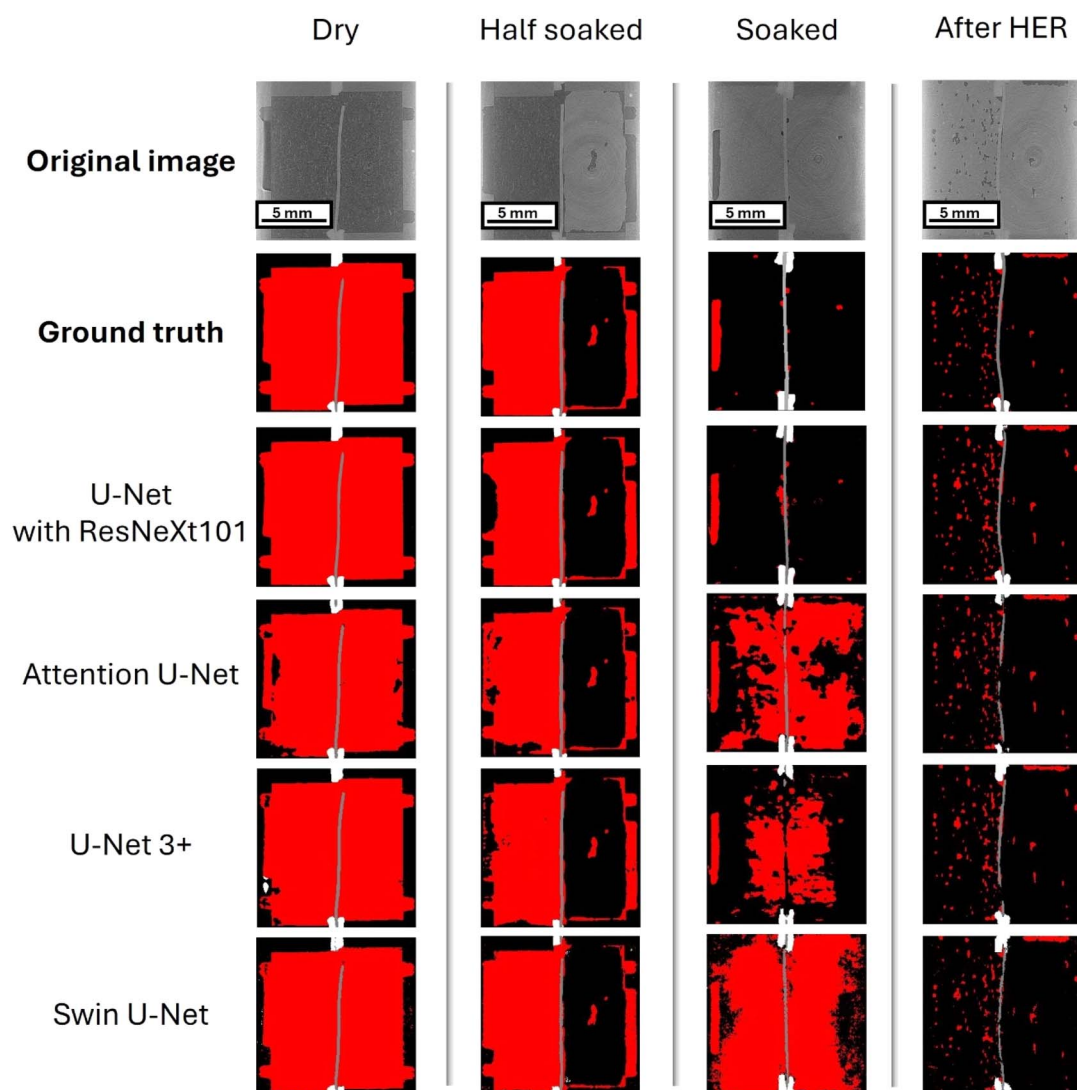 Dry
Half soaked
Soaked
After HER
Original image
5 mm
5 mm
5 mm
5 mm
Ground truth
U-Net
with ResNeXt101
Attention U-Net
U-Net 3+
Swin U-Net